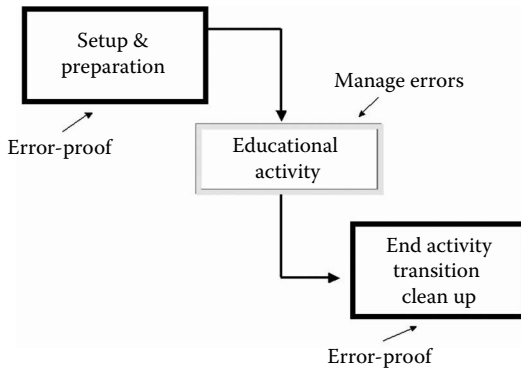 Setup &
preparation
Manage errors
Error-proof
Educational
activity
End activity
transition
clean up
Error-proof